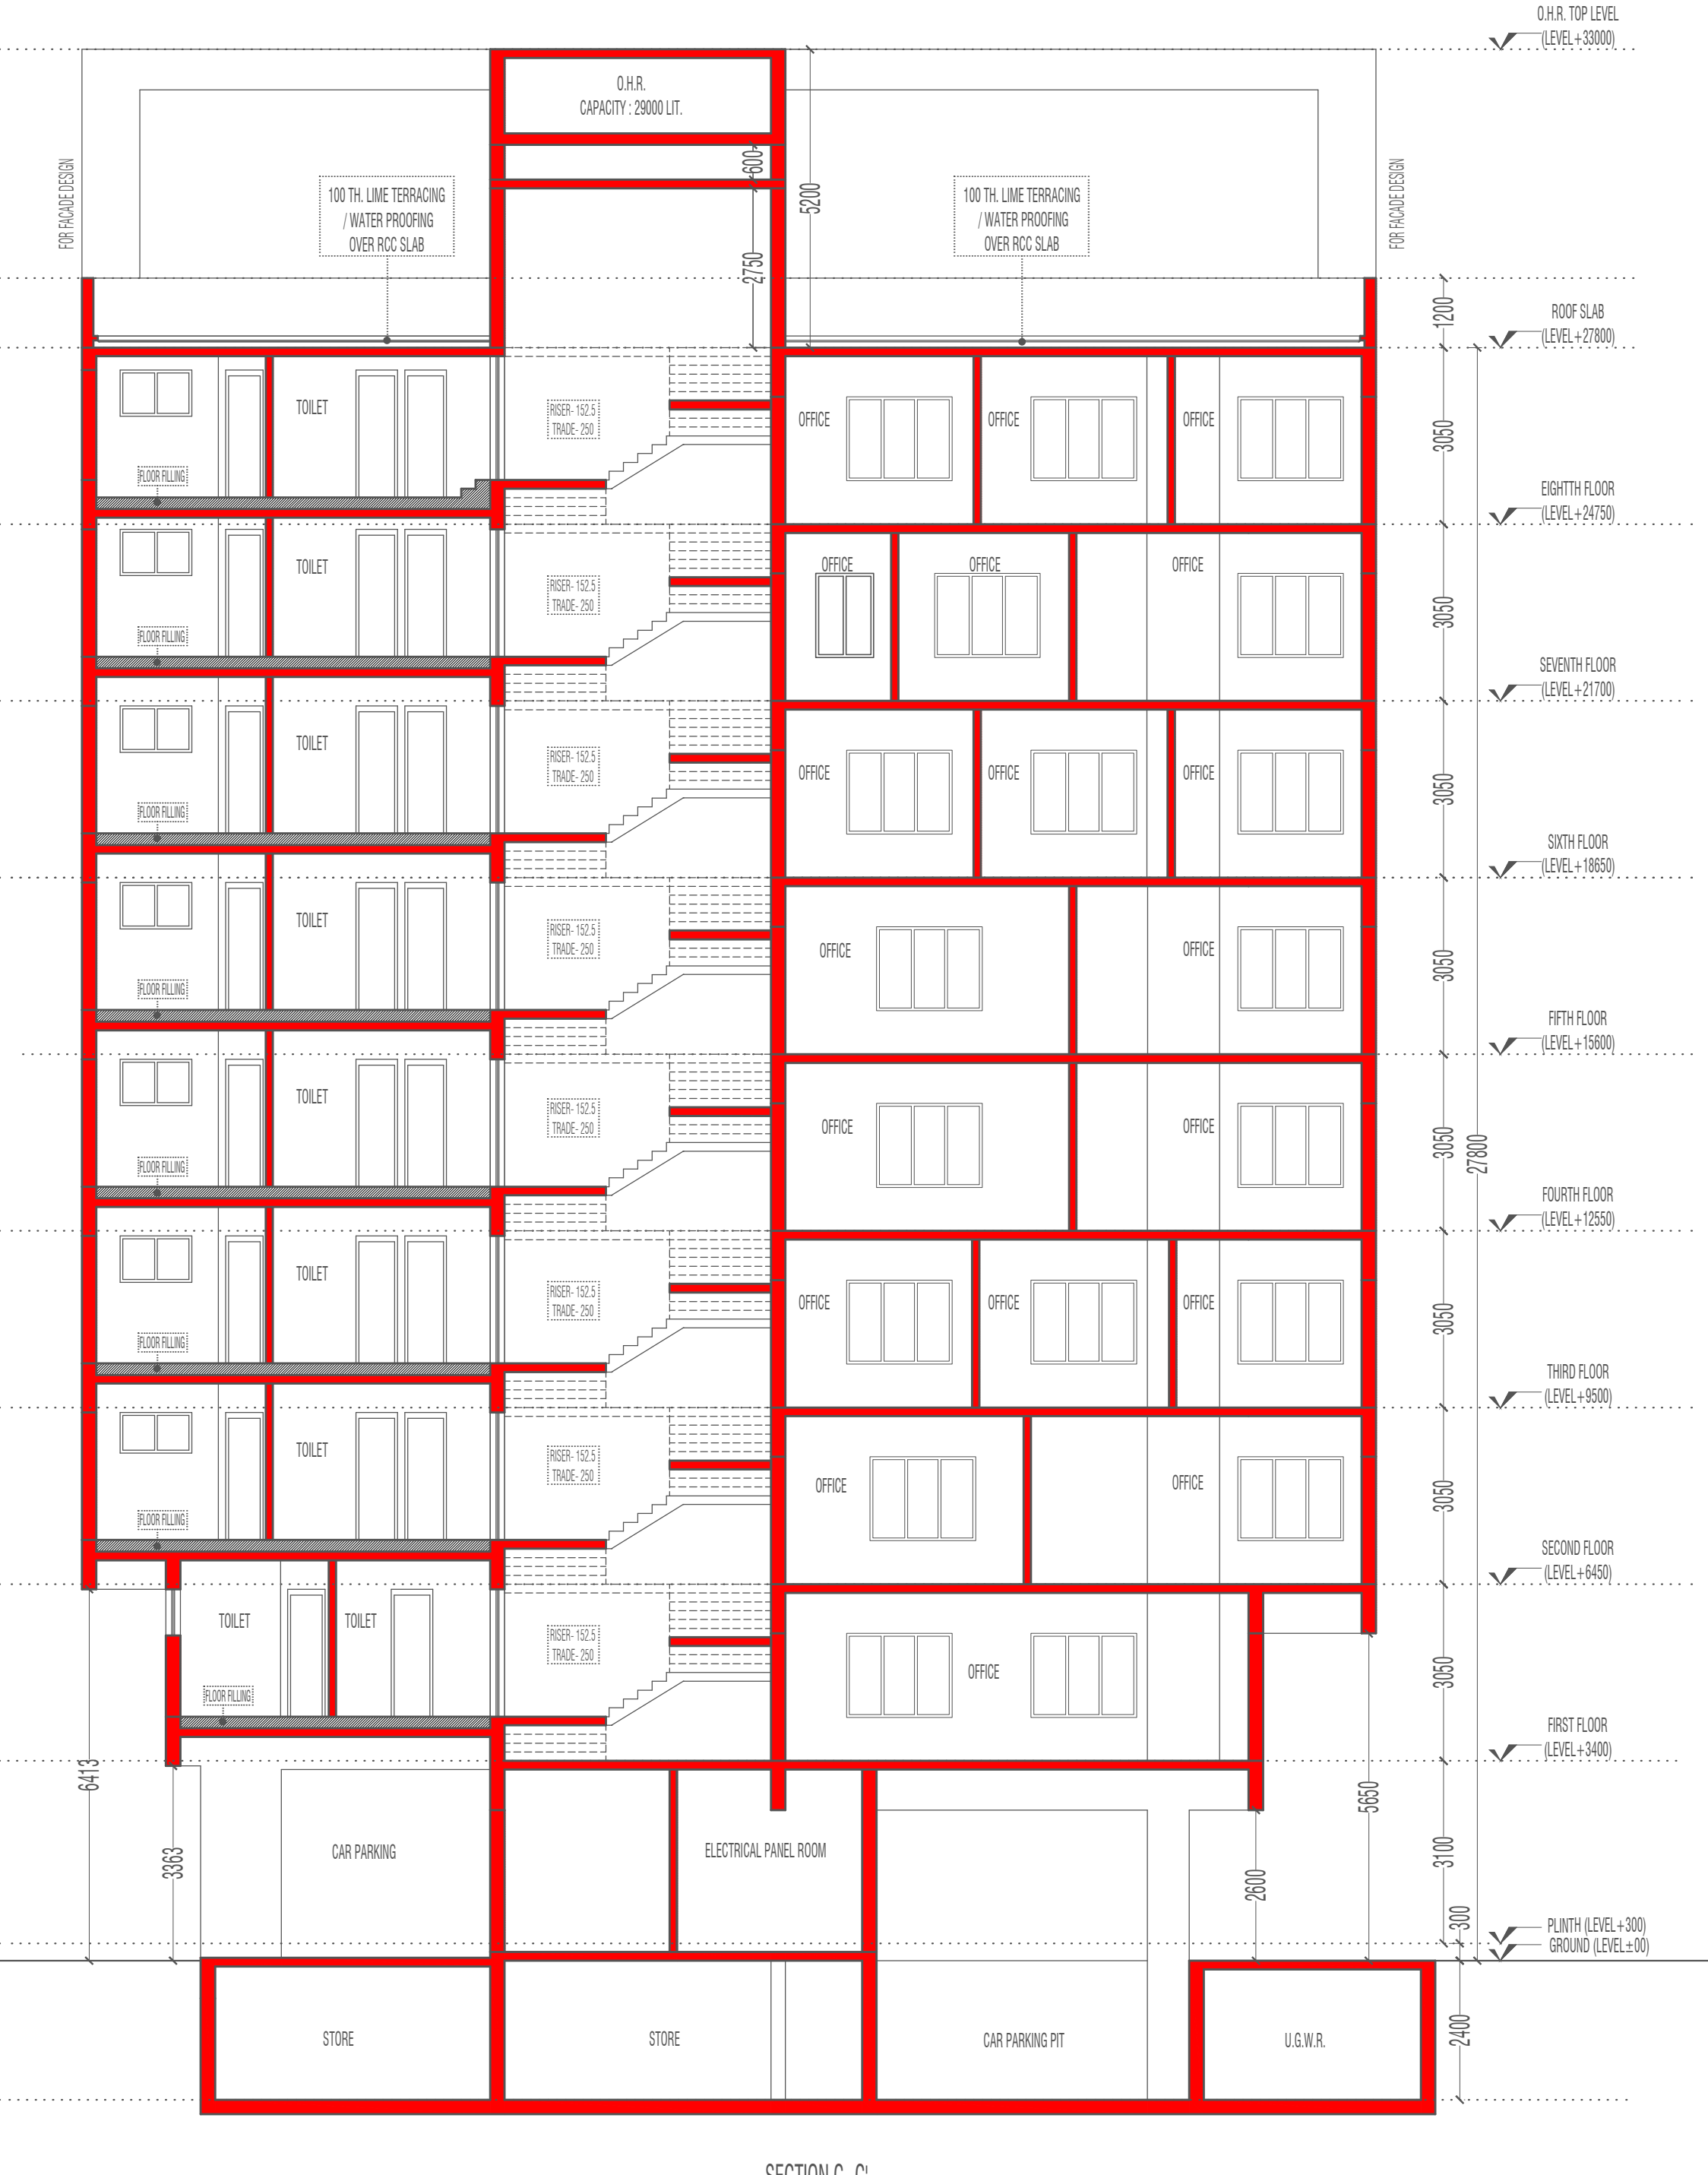 O.H.R. TOP LEVEL
(LEVEL+33000)
O.H.R.
CAPACITY : 29000 LIT.
600
5200
FOR FACADE DESIGN
100 TH. LIME TERRACING
/ WATER PROOFING
OVER RCC SLAB
2750
100 TH. LIME TERRACING
/ WATER PROOFING
OVER RCC SLAB
FOR FACADE DESIGN
1200
ROOF SLAB
(LEVEL+27800)
TOILET
FLOOR FILLING
RISER- 152.5
TRADE- 250
OFFICE
OFFICE
OFFICE
3050
EIGHTTH FLOOR
(LEVEL+24750)
TOILET
FLOOR FILLING
RISER- 152.5
TRADE- 250
OFFICE
OFFICE
OFFICE
3050
SEVENTH FLOOR
(LEVEL+21700)
TOILET
FLOOR FILLING
RISER- 152.5
TRADE- 250
OFFICE
OFFICE
OFFICE
3050
SIXTH FLOOR
(LEVEL+18650)
TOILET
FLOOR FILLING
RISER- 152.5
TRADE- 250
OFFICE
OFFICE
3050
FIFTH FLOOR
(LEVEL+15600)
TOILET
FLOOR FILLING
RISER- 152.5
TRADE- 250
OFFICE
OFFICE
3050
27800
FOURTH FLOOR
(LEVEL+12550)
TOILET
FLOOR FILLING
RISER- 152.5
TRADE- 250
OFFICE
OFFICE
OFFICE
3050
THIRD FLOOR
(LEVEL+9500)
TOILET
FLOOR FILLING
RISER- 152.5
TRADE- 250
OFFICE
OFFICE
3050
SECOND FLOOR
(LEVEL+6450)
TOILET
TOILET
FLOOR FILLING
RISER- 152.5
TRADE- 250
OFFICE
3050
FIRST FLOOR
(LEVEL+3400)
6413
3363
CAR PARKING
ELECTRICAL PANEL ROOM
2600
5650
3100
300
PLINTH (LEVEL+300)
GROUND (LEVEL±00)
STORE
STORE
CAR PARKING PIT
U.G.W.R.
2400
SECTION C- C'